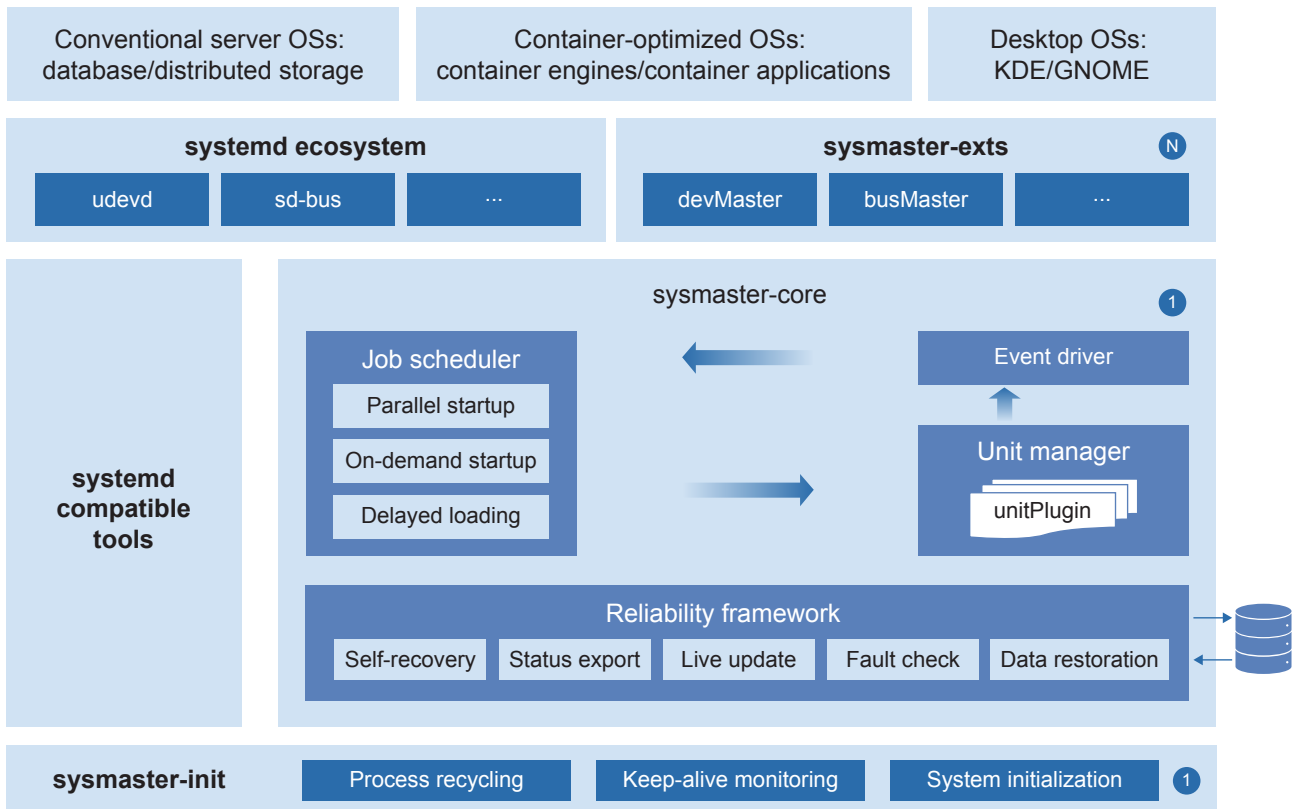 Conventional server OSs:
database/distributed storage
Container-optimized OSs:
container engines/container applications
Desktop OSs:
KDE/GNOME
systemd ecosystem
udevd
sd-bus
...
sysmaster-exts
N
devMaster
busMaster
...
systemd
compatible
tools
sysmaster-core
1
Job scheduler
Parallel startup
On-demand startup
Delayed loading
Event driver
Unit manager
unitPlugin
Reliability framework
Self-recovery
Status export
Live update
Fault check
Data restoration
sysmaster-init
Process recycling
Keep-alive monitoring
System initialization
1